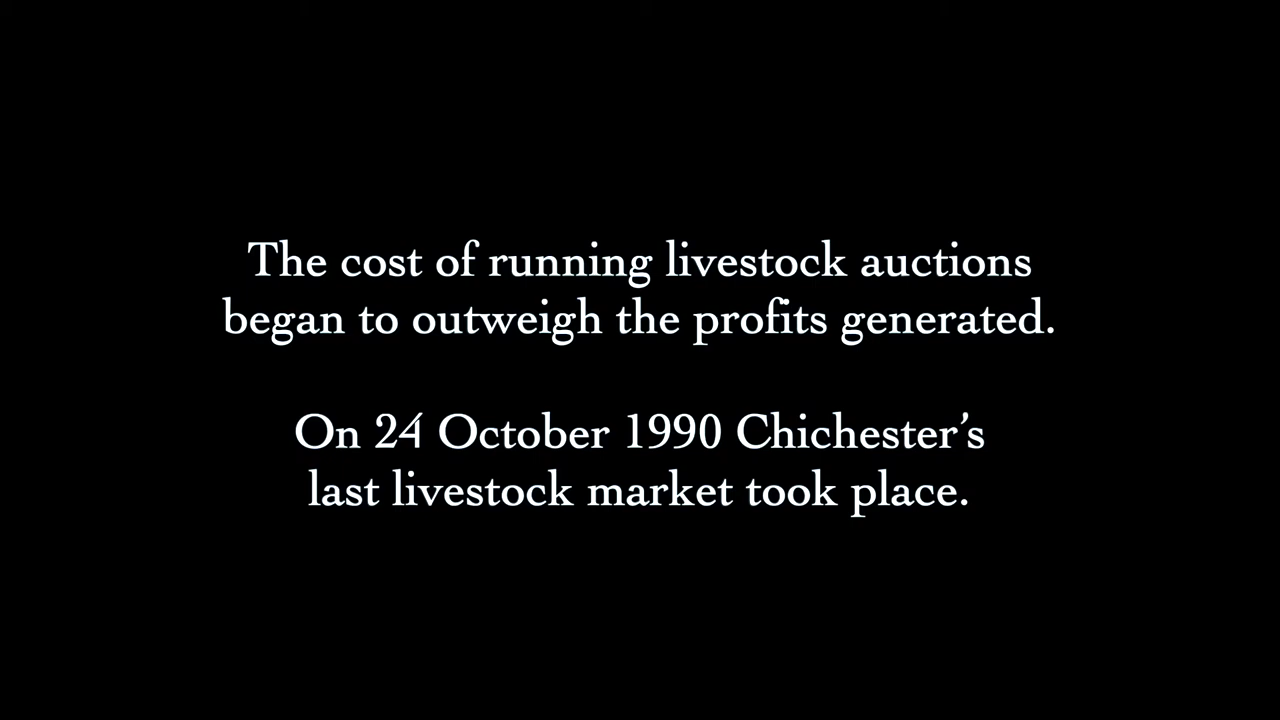 The cost of running livestock auctions
began to outweigh the profits generated.
On 24 October 1990 Chichester’s
last livestock market took place.